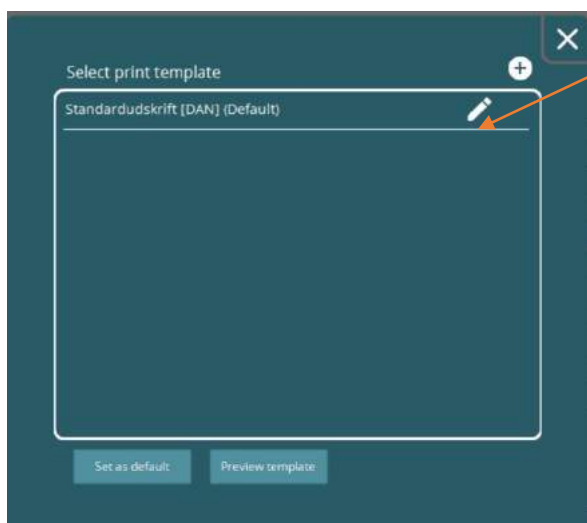 Select print template
Standardudskrift [DAN] (Default)
Set as default
Preview template